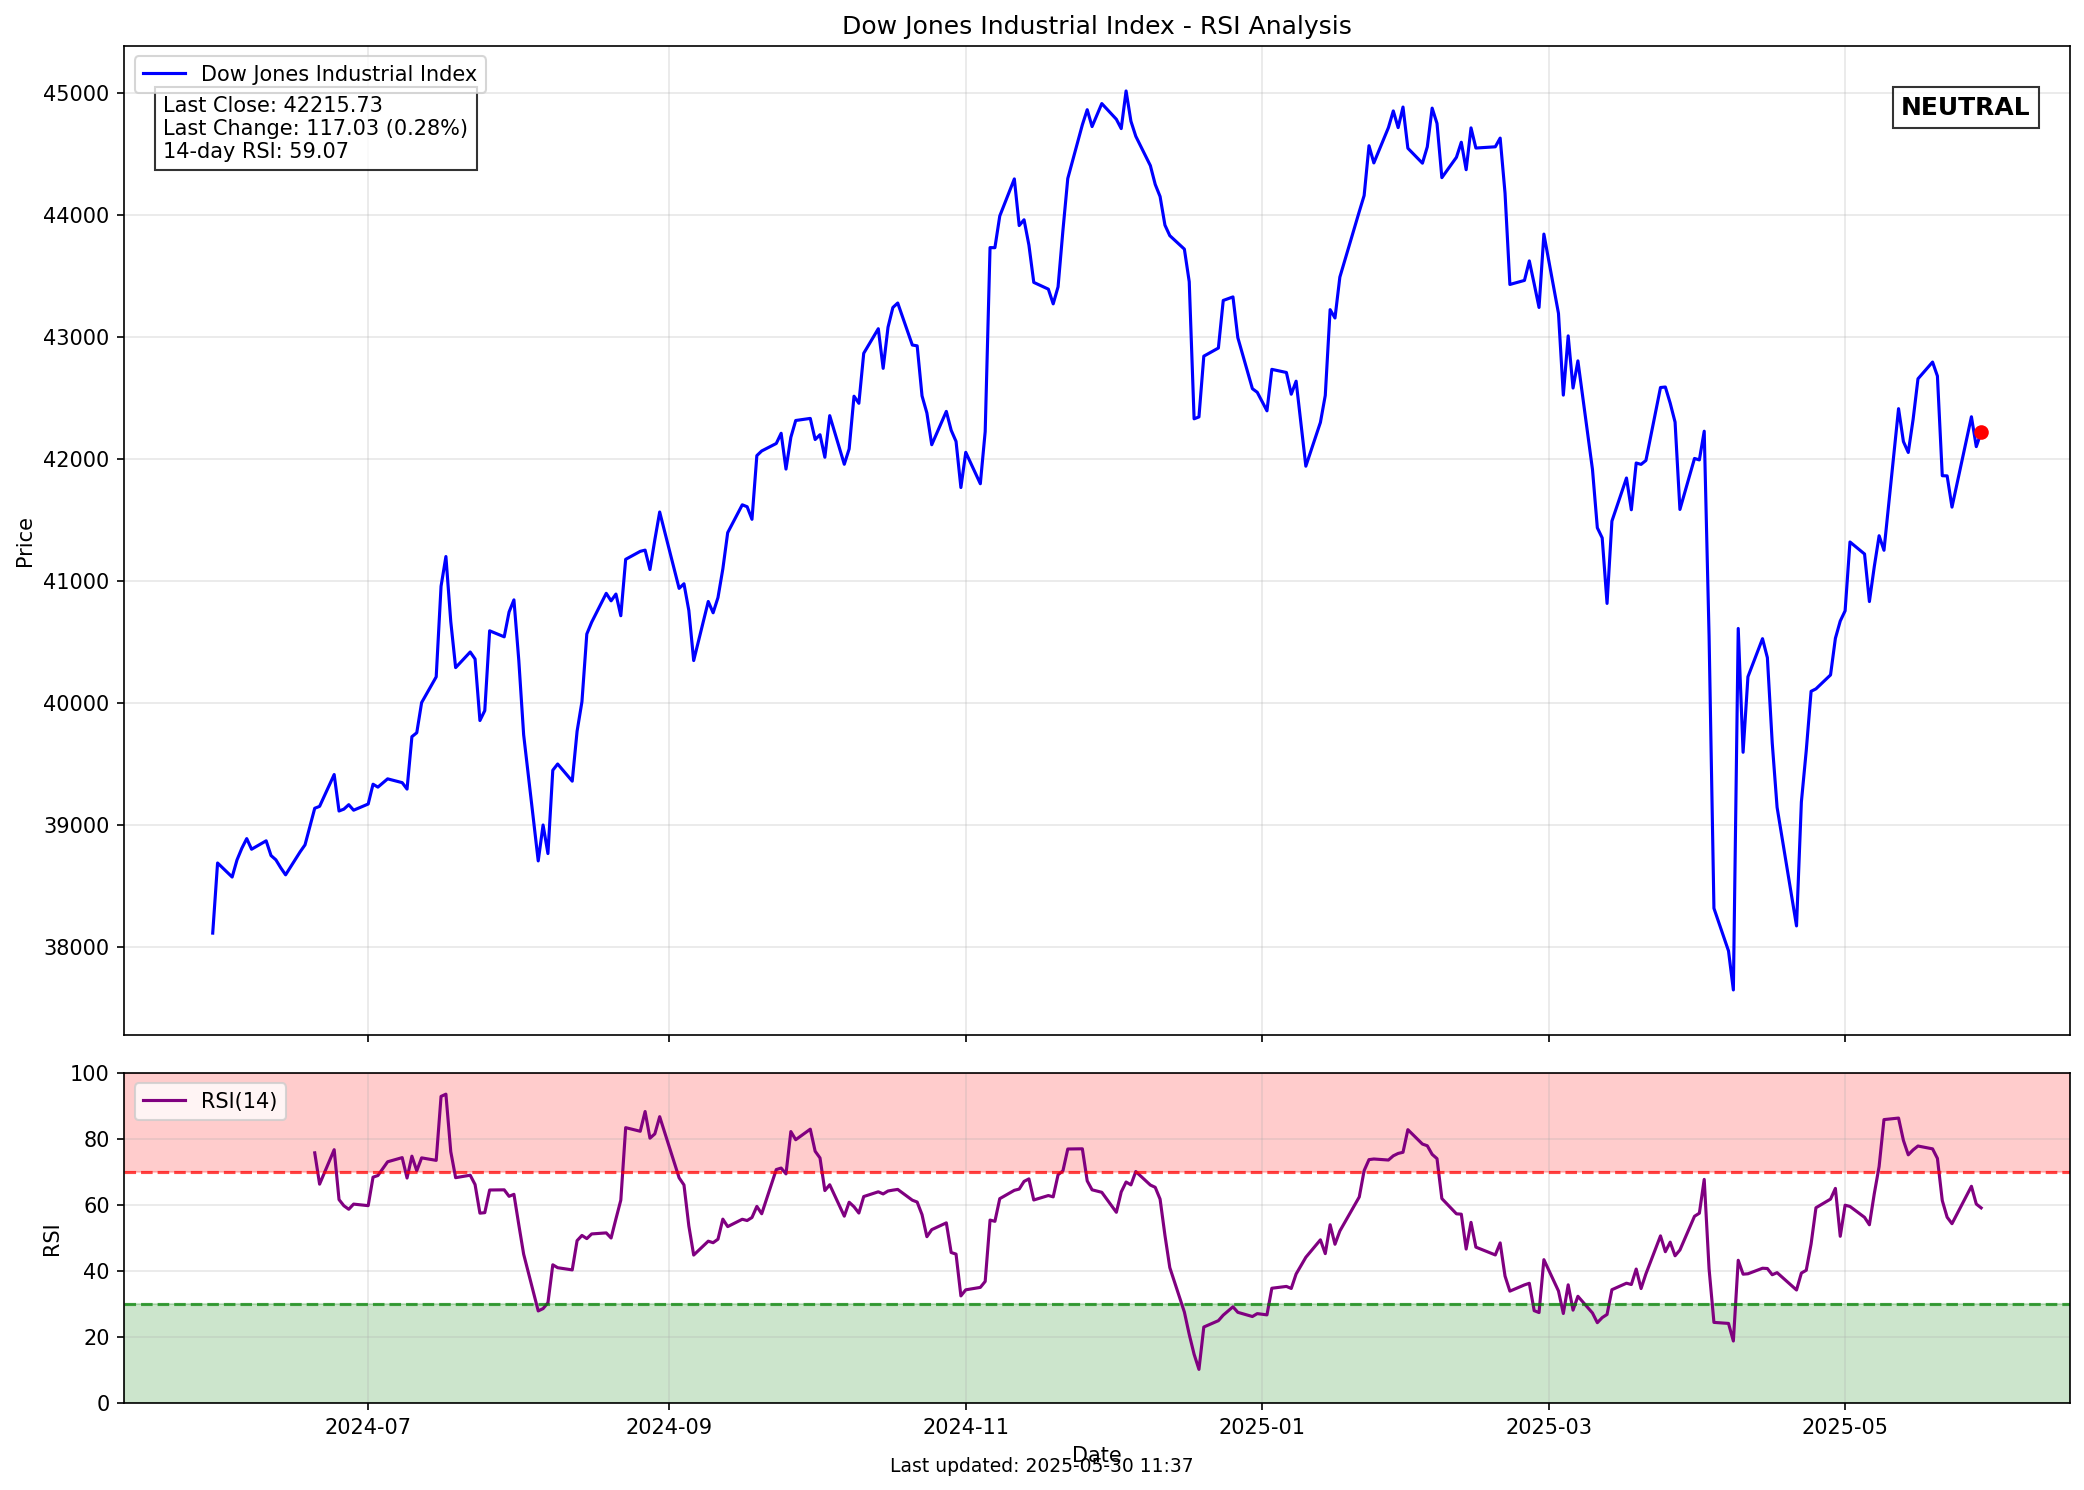 Dow Jones Industrial Index - RSI Analysis
Dow Jones Industrial Index
Last Close: 42215.73
Last Change: 117.03 (0.28%)
14-day RSI: 59.07
NEUTRAL
45000
44000
43000
42000
41000
40000
39000
38000
Price
RSI(14)
100
80
60
40
20
0
RSI
2024-07
2024-09
2024-11
2025-01
2025-03
2025-05
Date
Last updated: 2025-05-30 11:37